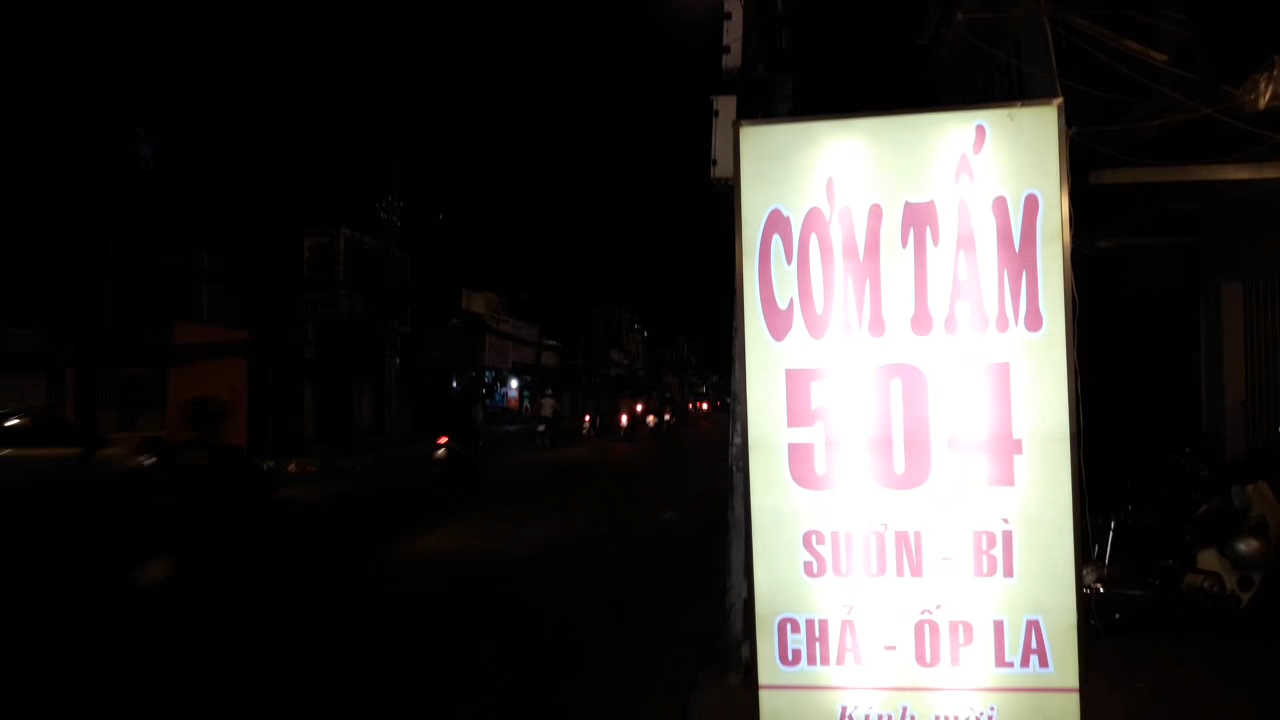 CƠM TẤM
504
SƯỜN - BÌ
CHẢ - ỐP LA
Kính mời